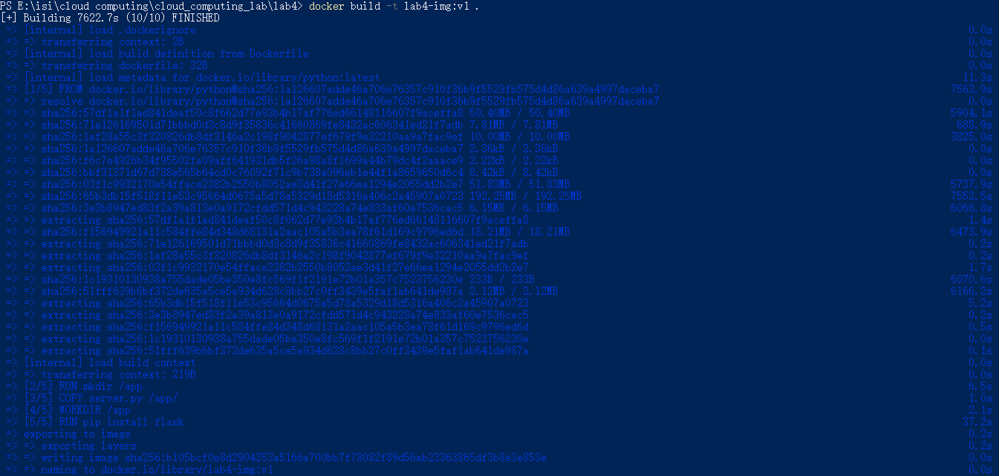 PS E:\isi\cloud computing\cloud_computing_lab\lab4> docker build -t lab4-img:v1 .
[+] Building 7622.7s (10/10) FINISHED
=> [internal] load .dockerignore 0.0s
=> => transferring context: 2B 0.0s
=> [internal] load build definition from Dockerfile 0.0s
=> => transferring dockerfile: 32B 0.0s
=> [internal] load metadata for docker.io/library/python:latest 11.3s
=> [1/5] FROM docker.io/library/python@sha256:1a126607adde46a706e76357c910f36b9f5529fb575d4d86a639a4997daceba7 7563.9s
=> => resolve docker.io/library/python@sha256:1a126607adde46a706e76357c910f36b9f5529fb575d4d86a639a4997daceba7 0.0s
=> => sha256:57df1a1f1ad841deaf50c8f662d77e93b4b17af776ed66148116607f9aceffa8 50.40MB / 50.40MB 5904.1s
=> => sha256:71e126169501d71bbbd0d3c8d9f35836c41660869fe8432ac606341ed21f7adb 7.81MB / 7.81MB 688.9s
=> => sha256:1af28a55c3f320826db8df3146a2c198f9042877ef679f9e32210aa9a7fac9ef 10.00MB / 10.00MB 3825.0s
=> => sha256:1a126607adde46a706e76357c910f36b9f5529fb575d4d86a639a4997daceba7 2.36kB / 2.36kB 0.0s
=> => sha256:f6c7e4926b34f95502fa09aff641931db5f26a98a8f1699a44b79dc4f2aaace9 2.22kB / 2.22kB 0.0s
=> => sha256:bbf31371d67d738e565b64cd0c76092f71c9b738a096eb1e44f1a8659650d6c4 8.42kB / 8.42kB 0.0s
=> => sha256:03f1c9932170e54fface2382b2550b8052ae3d41f27e66ea1294e2055dd2b2e7 51.83MB / 51.83MB 5737.9s
=> => sha256:65b3db15f518f11e53c95664d0675a5d78a5329d18d5316a406c2a45907a0723 192.25MB / 192.25MB 7553.5s
=> => sha256:3e3b8947ed83f2a39a813e0a9172cfdd571d4c943228a74e833af60e7536cac5 6.15MB / 6.15MB 6066.8s
=> => extracting sha256:57df1a1f1ad841deaf50c8f662d77e93b4b17af776ed66148116607f9aceffa8 1.4s
=> => sha256:f156949921a11c584ffe84d348d68131a2aac105a5b3ea78f61d169c9796ed6d 18.21MB / 18.21MB 6473.9s
=> => extracting sha256:71e126169501d71bbbd0d3c8d9f35836c41660869fe8432ac606341ed21f7adb 0.2s
=> => extracting sha256:1af28a55c3f320826db8df3146a2c198f9042877ef679f9e32210aa9a7fac9ef 0.2s
=> => extracting sha256:03f1c9932170e54fface2382b2550b8052ae3d41f27e66ea1294e2055dd2b2e7 1.7s
=> => sha256:1c19310130938a755dade05be350e8fc569f1f2191e72b01a357c7523756230e 233B / 233B 6070.6s
=> => sha256:51fff639b6bf372de635a5ce5a934d628c8bb27c0ff3439e5faf1ab641de987a 2.12MB / 2.12MB 6166.2s
=> => extracting sha256:65b3db15f518f11e53c95664d0675a5d78a5329d18d5316a406c2a45907a0723 5.2s
=> => extracting sha256:3e3b8947ed83f2a39a813e0a9172cfdd571d4c943228a74e833af60e7536cac5 0.2s
=> => extracting sha256:f156949921a11c584ffe84d348d68131a2aac105a5b3ea78f61d169c9796ed6d 0.5s
=> => extracting sha256:1c19310130938a755dade05be350e8fc569f1f2191e72b01a357c7523756230e 0.0s
=> => extracting sha256:51fff639b6bf372de635a5ce5a934d628c8bb27c0ff3439e5faf1ab641de987a 0.1s
=> [internal] load build context 0.0s
=> => transferring context: 219B 0.0s
=> [2/5] RUN mkdir /app 6.5s
=> [3/5] COPY server.py /app/ 1.0s
=> [4/5] WORKDIR /app 2.1s
=> [5/5] RUN pip install flask 37.2s
=> exporting to image 0.2s
=> => exporting layers 0.2s
=> => writing image sha256:b105bcf0e8d2904353a5166a700bb7f78082f89d56ab23363865df3b8e3e853e 0.0s
=> => naming to docker.io/library/lab4-img:v1 0.0s